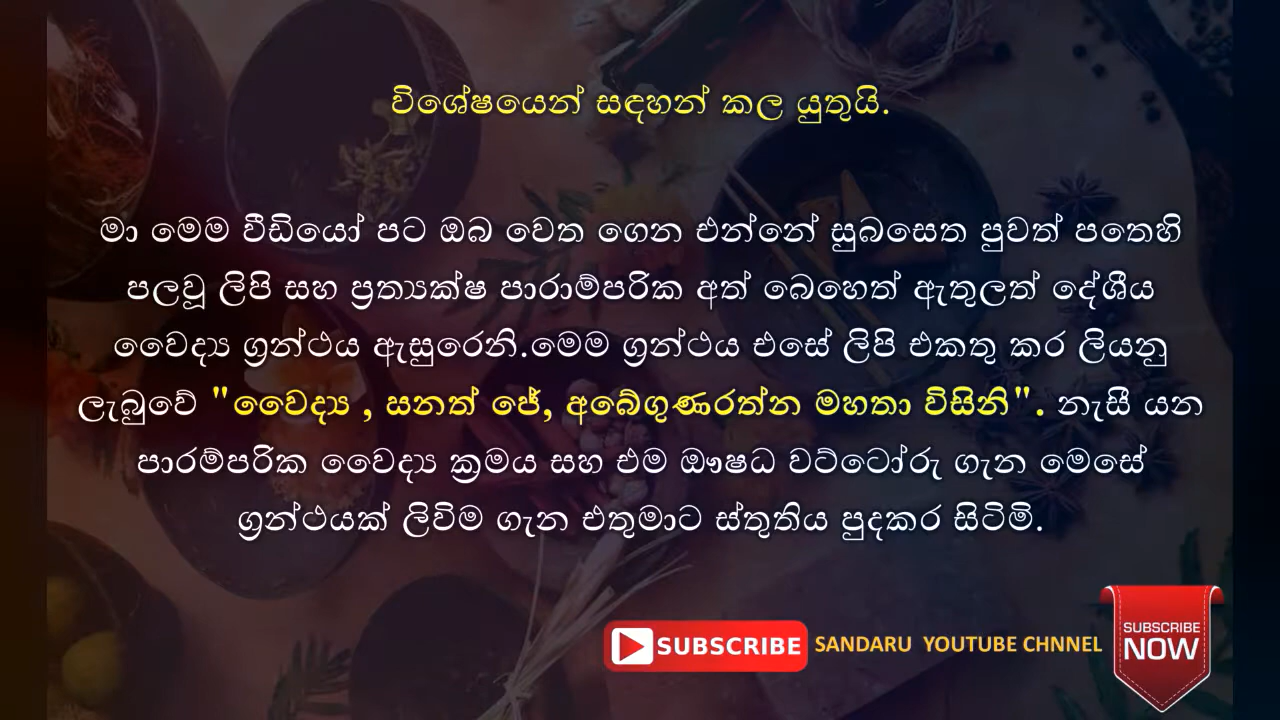 විශේෂයෙන් සඳහන් කල යුතුයි.
මා මෙම වීඩියෝ පට ඔබ වෙත ගෙන එන්නේ සුබසෙත පුවත් පතෙහි
පලවූ ලිපි සහ ප්‍රත්‍යක්ෂ පාරාම්පරික අත් බෙහෙත් ඇතුලත් දේශීය
වෛද්‍ය ග්‍රන්ථය ඇසුරෙනි.මෙම ග්‍රන්ථය එසේ ලිපි එකතු කර ලියනු
ලැබුවේ "වෛද්‍ය , සනත් ජේ, අබේගුණරත්න මහතා විසිනි". නැසී යන
පාරම්පරික වෛද්‍ය ක්‍රමය සහ එම ඖෂධ වට්ටෝරු ගැන මෙසේ
ග්‍රන්ථයක් ලිවිම ගැන එතුමාට ස්තුතිය පුදකර සිටිමි.
SUBSCRIBE SANDARU YOUTUBE CHNNEL
SUBSCRIBE
NOW